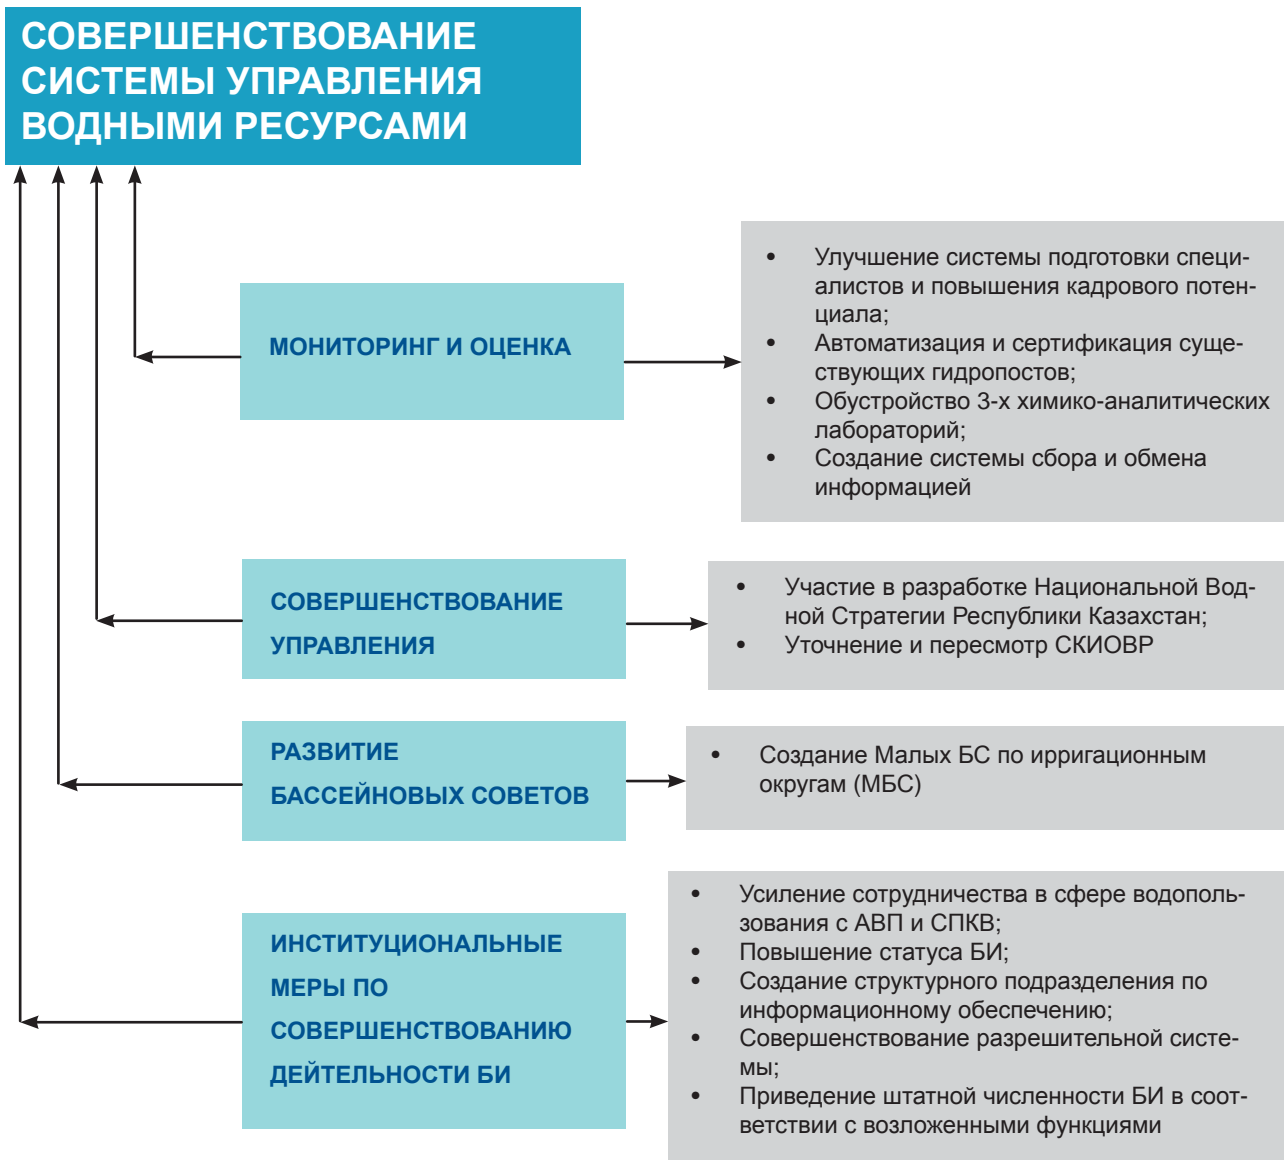 СОВЕРШЕНСТВОВАНИЕ
СИСТЕМЫ УПРАВЛЕНИЯ
ВОДНЫМИ РЕСУРСАМИ
МОНИТОРИНГ И ОЦЕНКА
• Улучшение системы подготовки специ-
алистов и повышения кадрового потен-
циала;
• Автоматизация и сертификация суще-
ствующих гидропостов;
• Обустройство 3-х химико-аналитических
лабораторий;
• Создание системы сбора и обмена
информацией
СОВЕРШЕНСТВОВАНИЕ
УПРАВЛЕНИЯ
• Участие в разработке Национальной Вод-
ной Стратегии Республики Казахстан;
• Уточнение и пересмотр СКИОВР
РАЗВИТИЕ
БАССЕЙНОВЫХ СОВЕТОВ
• Создание Малых БС по ирригационным
округам (МБС)
ИНСТИТУЦИОНАЛЬНЫЕ
МЕРЫ ПО
СОВЕРШЕНСТВОВАНИЮ
ДЕЙТЕЛЬНОСТИ БИ
• Усиление сотрудничества в сфере водополь-
зования с АВП и СПКВ;
• Повышение статуса БИ;
• Создание структурного подразделения по
информационному обеспечению;
• Совершенствование разрешительной систе-
мы;
• Приведение штатной численности БИ в соот-
ветствии с возложенными функциями